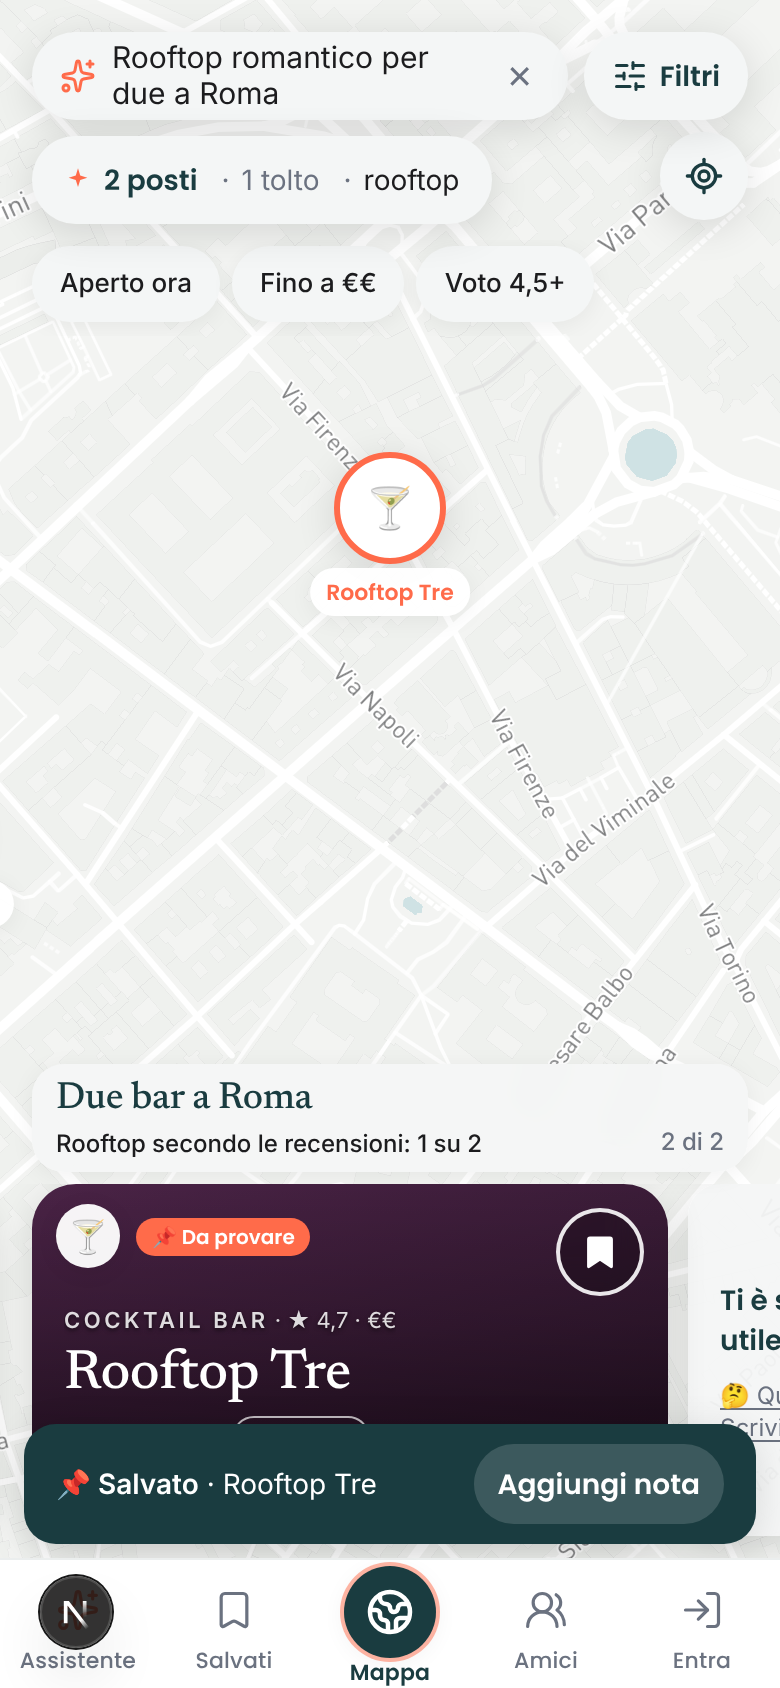 Rooftop romantico per
due a Roma
Filtri
2 posti · 1 tolto · rooftop
Aperto ora
Fino a €€
Voto 4,5+
Via Firenze
Rooftop Tre
Via Napoli
Via Firenze
Via del Viminale
Via Torino
Due bar a Roma
Rooftop secondo le recensioni: 1 su 2
2 di 2
📌 Da provare
COCKTAIL BAR · ★ 4,7 · €€
Rooftop Tre
Ti è
utile
📌 Salvato · Rooftop Tre
Aggiungi nota
N
Assistente
Salvati
Mappa
Amici
Entra